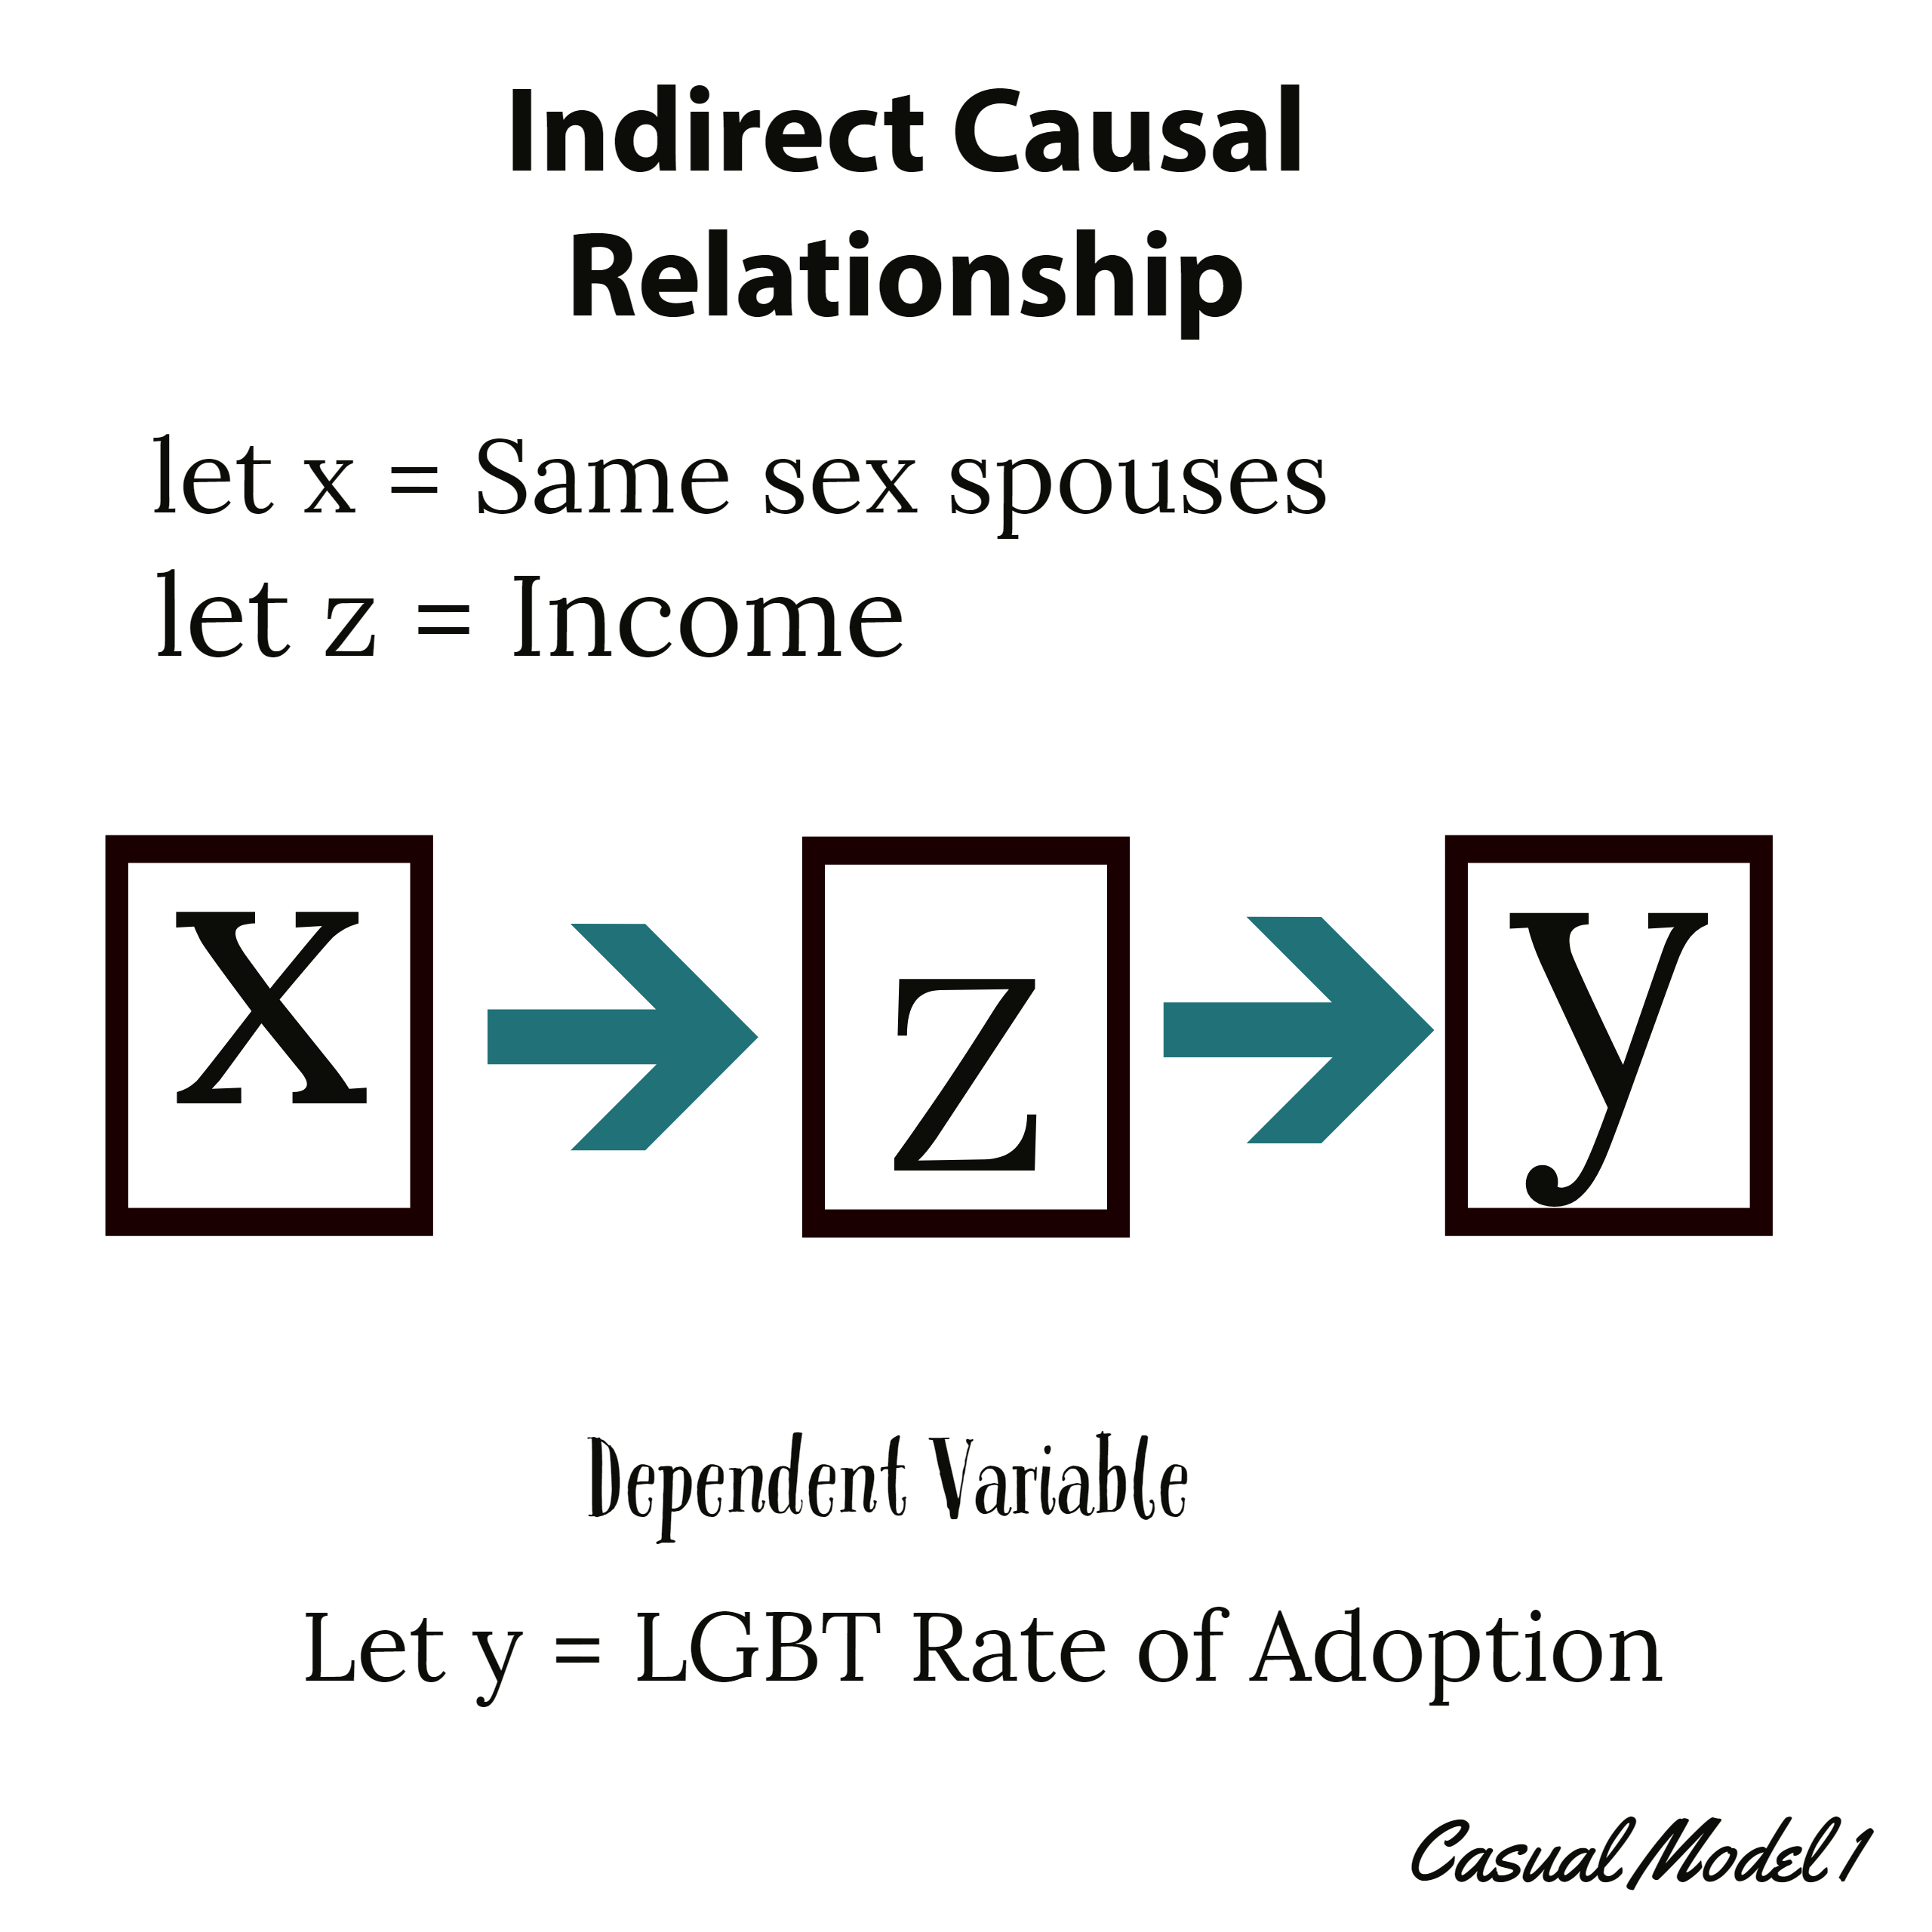 Indirect Causal
Relationship
let x = Same sex spouses
let z = Income
x z y
Dependent Variable
Let y = LGBT Rate of Adoption
Casual Model 1